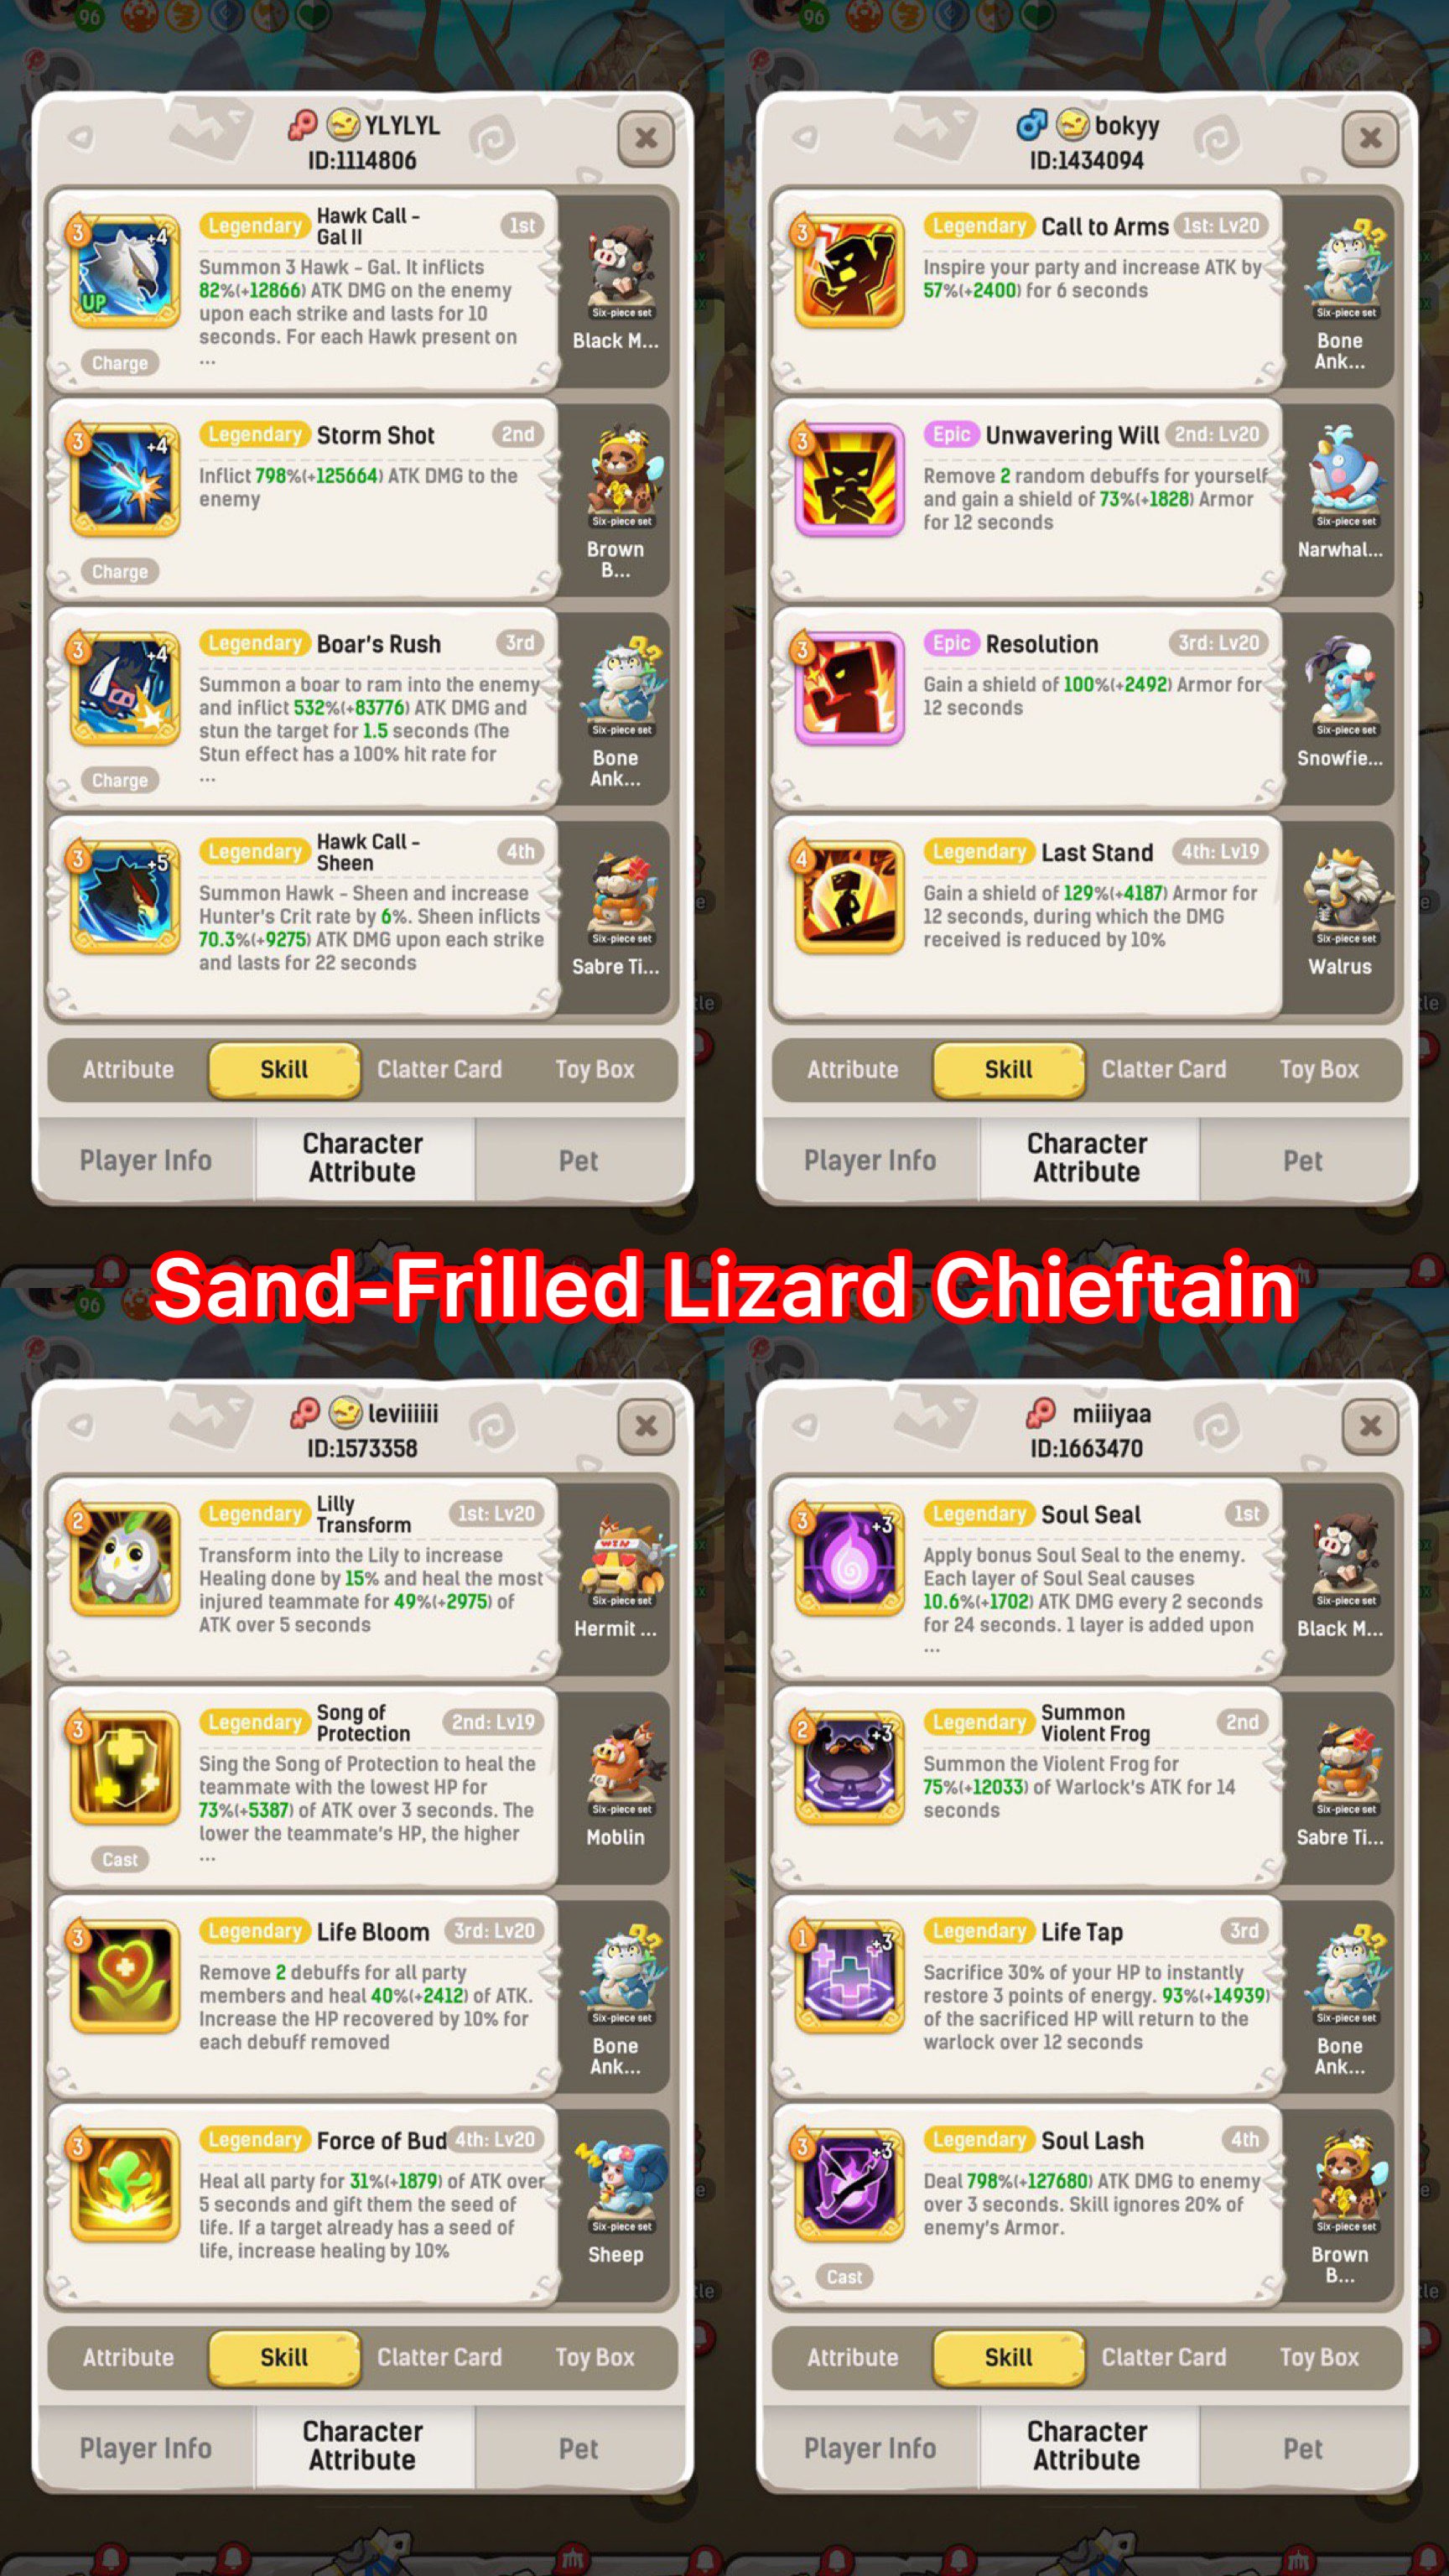 96
96
YLYLYL
ID:1114806
3
+4
UP
Charge
Legendary
Hawk Call -
Gal II
1st
Summon 3 Hawk - Gal. It inflicts
82%(+12866) ATK DMG on the enemy
upon each strike and lasts for 10
seconds. For each Hawk present on
...
Six-piece set
Black M...
3
+4
Charge
Legendary Storm Shot 2nd
Inflict 798%(+125664) ATK DMG to the
enemy
Six-piece set
Brown
B...
3
+4
Charge
Legendary Boar's Rush 3rd
Summon a boar to ram into the enemy
and inflict 532%(+83776) ATK DMG and
stun the target for 1.5 seconds (The
Stun effect has a 100% hit rate for
...
Six-piece set
Bone
Ank...
3
+5
Legendary
Hawk Call -
Sheen
4th
Summon Hawk - Sheen and increase
Hunter's Crit rate by 6%. Sheen inflicts
70.3%(+9275) ATK DMG upon each strike
and lasts for 22 seconds
Six-piece set
Sabre Ti...
Attribute Skill Clatter Card Toy Box
Player Info
Character
Attribute
Pet
bokyy
ID:1434094
3
Legendary Call to Arms 1st: Lv20
Inspire your party and increase ATK by
57%(+2400) for 6 seconds
Six-piece set
Bone
Ank...
3
Epic Unwavering Will 2nd: Lv20
Remove 2 random debuffs for yourself
and gain a shield of 73%(+1828) Armor
for 12 seconds
Six-piece set
Narwhal...
3
Epic Resolution 3rd: Lv20
Gain a shield of 100%(+2492) Armor for
12 seconds
Six-piece set
Snowfie...
4
Legendary Last Stand 4th: Lv19
Gain a shield of 129%(+4187) Armor for
12 seconds, during which the DMG
received is reduced by 10%
Six-piece set
Walrus
Attribute Skill Clatter Card Toy Box
Player Info
Character
Attribute
Pet
Sand-Frilled Lizard Chieftain
96
leviiiiii
ID:1573358
2
Legendary
Lilly
Transform
1st: Lv20
Transform into the Lily to increase
Healing done by 15% and heal the most
injured teammate for 49%(+2975) of
ATK over 5 seconds
WIN
Six-piece set
Hermit ...
3
Cast
Legendary
Song of
Protection
2nd: Lv19
Sing the Song of Protection to heal the
teammate with the lowest HP for
73%(+5387) of ATK over 3 seconds. The
lower the teammate's HP, the higher
...
Six-piece set
Moblin
3
Legendary Life Bloom 3rd: Lv20
Remove 2 debuffs for all party
members and heal 40%(+2412) of ATK.
Increase the HP recovered by 10% for
each debuff removed
Six-piece set
Bone
Ank...
3
Legendary Force of Bud 4th: Lv20
Heal all party for 31%(+1879) of ATK over
5 seconds and gift them the seed of
life. If a target already has a seed of
life, increase healing by 10%
Six-piece set
Sheep
Attribute Skill Clatter Card Toy Box
Player Info
Character
Attribute
Pet
miiiyaa
ID:1663470
3
+3
Legendary Soul Seal 1st
Apply bonus Soul Seal to the enemy.
Each layer of Soul Seal causes
10.6%(+1702) ATK DMG every 2 seconds
for 24 seconds. 1 layer is added upon
...
Six-piece set
Black M...
2
+3
Legendary
Summon
Violent Frog
2nd
Summon the Violent Frog for
75%(+12033) of Warlock's ATK for 14
seconds
Six-piece set
Sabre Ti...
1
+3
Legendary Life Tap 3rd
Sacrifice 30% of your HP to instantly
restore 3 points of energy. 93%(+14939)
of the sacrificed HP will return to the
warlock over 12 seconds
Six-piece set
Bone
Ank...
3
+3
Cast
Legendary Soul Lash 4th
Deal 798%(+127680) ATK DMG to enemy
over 3 seconds. Skill ignores 20% of
enemy's Armor.
Six-piece set
Brown
B...
Attribute Skill Clatter Card Toy Box
Player Info
Character
Attribute
Pet